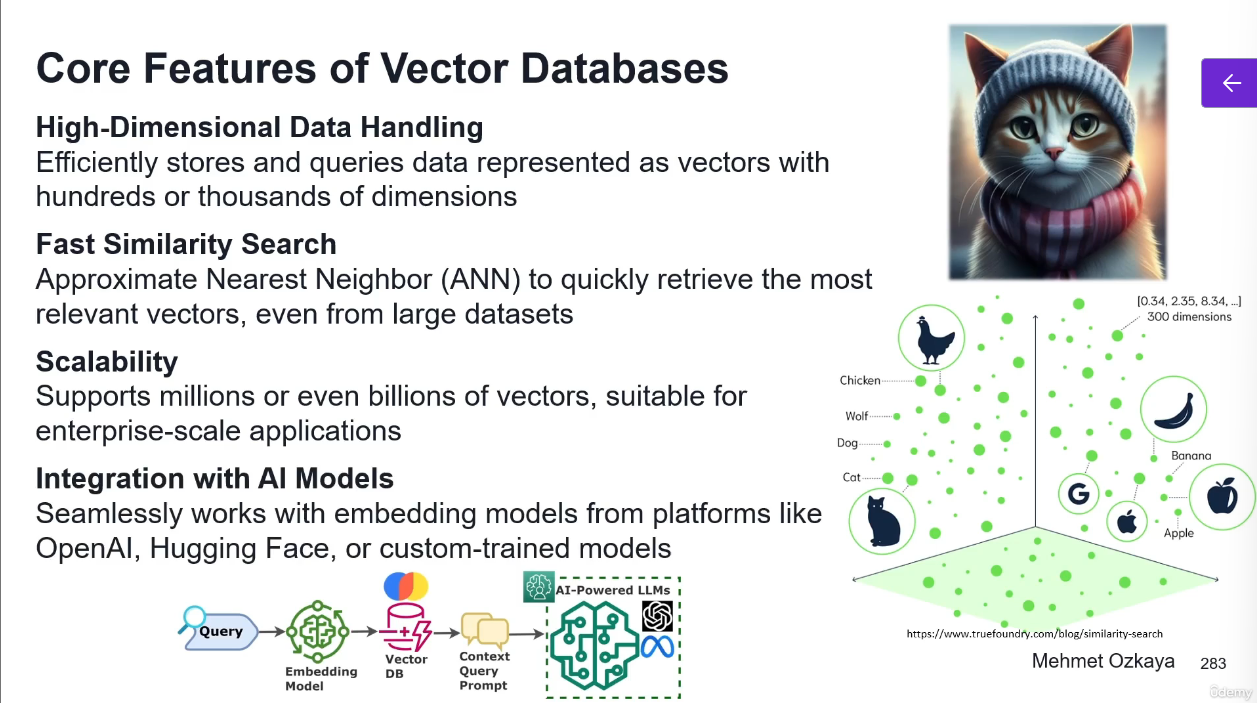 Core Features of Vector Databases
High-Dimensional Data Handling
Efficiently stores and queries data represented as vectors with
hundreds or thousands of dimensions
Fast Similarity Search
Approximate Nearest Neighbor (ANN) to quickly retrieve the most
relevant vectors, even from large datasets
Scalability
Supports millions or even billions of vectors, suitable for
enterprise-scale applications
Integration with AI Models
Seamlessly works with embedding models from platforms like
OpenAI, Hugging Face, or custom-trained models
[0.34, 2.35, 8.34, ...]
300 dimensions
Chicken
Wolf
Dog
Cat
Banana
G
Apple
https://www.truefoundry.com/blog/similarity-search
Query
Embedding
Model
Vector
DB
Context
Query
Prompt
AI-Powered LLMs
Mehmet Ozkaya
283
ûdemy